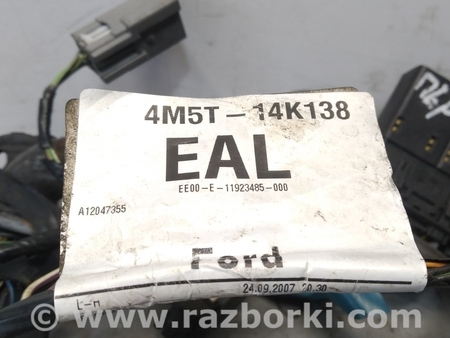 4M5T-14K138
EAL
EE00-E-11923485-000
A12047355
Ford
24.09.2007 20.30
L-H
www.razborki.com